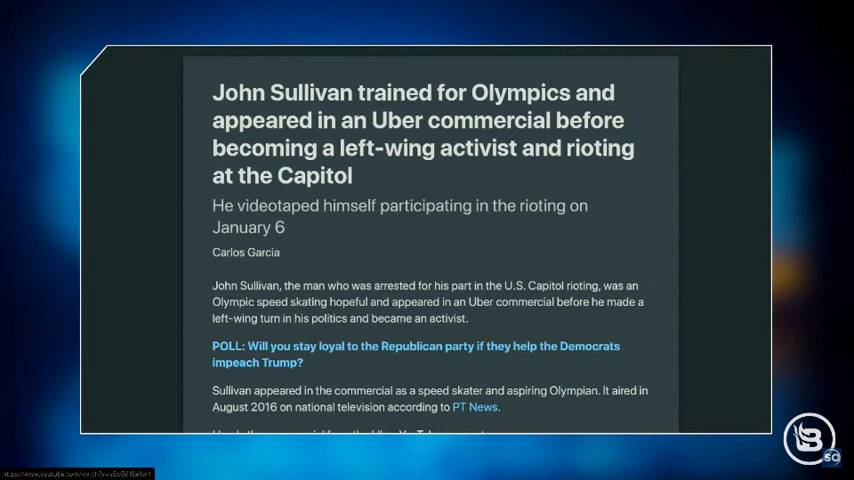 John Sullivan trained for Olympics and
appeared in an Uber commercial before
becoming a left-wing activist and rioting
at the Capitol
He videotaped himself participating in the rioting on
January 6
Carlos Garcia
John Sullivan, the man who was arrested for his part in the U.S. Capitol rioting, was an
Olympic speed skating hopeful and appeared in an Uber commercial before he made a
left-wing turn in his politics and became an activist.
POLL: Will you stay loyal to the Republican party if they help the Democrats
impeach Trump?
Sullivan appeared in the commercial as a speed skater and aspiring Olympian. It aired in
August 2016 on national television according to PT News.
B
SQ